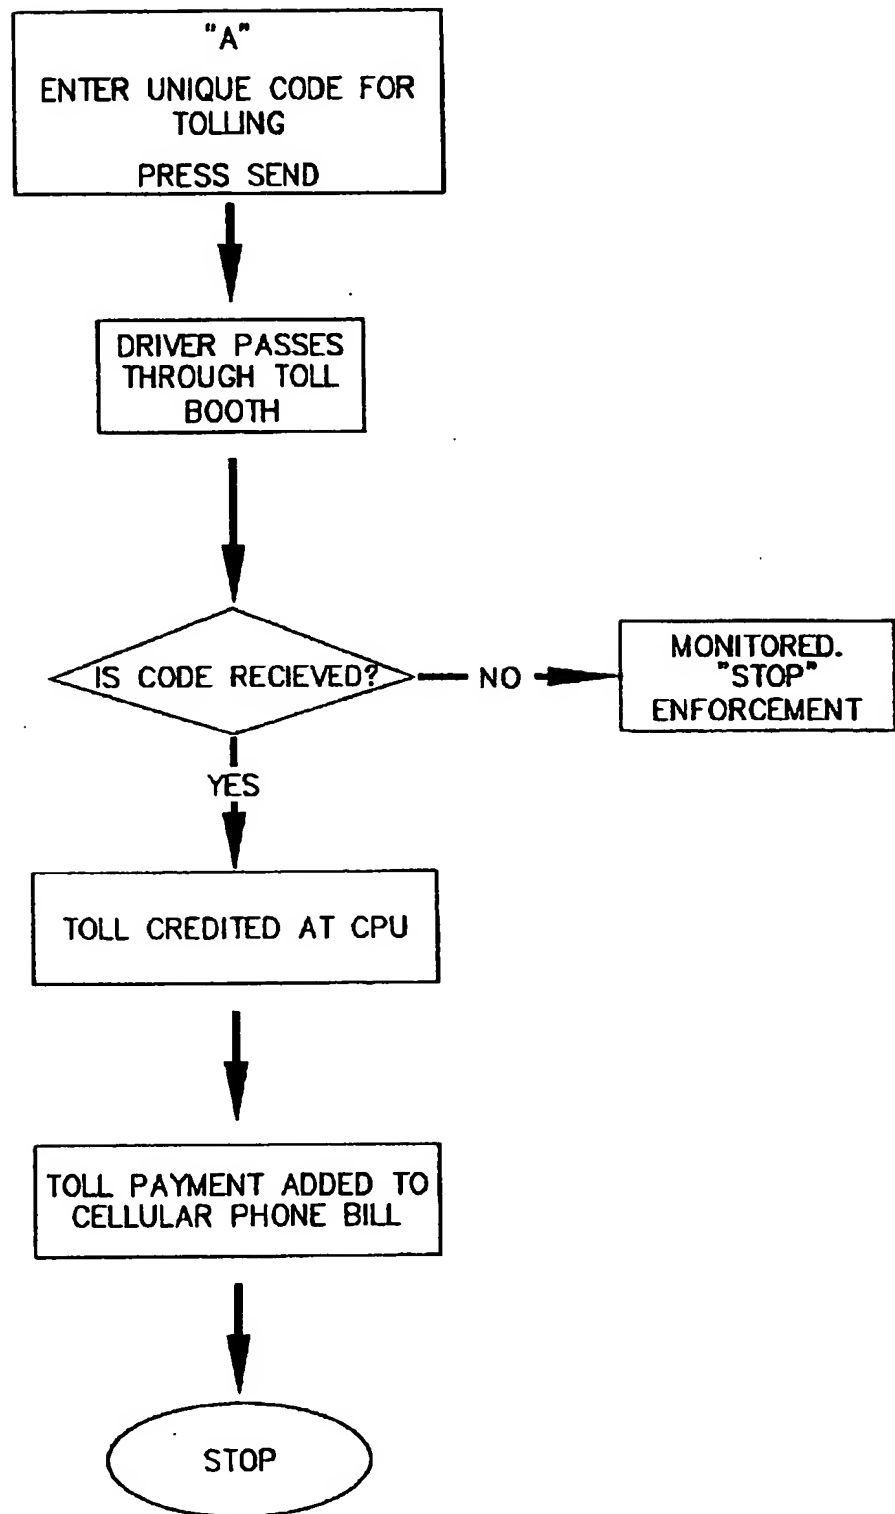 "A"
ENTER UNIQUE CODE FOR
TOLLING
PRESS SEND
DRIVER PASSES
THROUGH TOLL
BOOTH
IS CODE RECIEVED?
NO
MONITORED.
"STOP"
ENFORCEMENT
YES
TOLL CREDITED AT CPU
TOLL PAYMENT ADDED TO
CELLULAR PHONE BILL
STOP